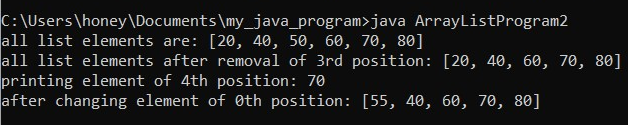 C:\Users\honey\Documents\my_java_program>java ArrayListProgram2
all list elements are: [20, 40, 50, 60, 70, 80]
all list elements after removal of 3rd position: [20, 40, 60, 70, 80]
printing element of 4th position: 70
after changing element of 0th position: [55, 40, 60, 70, 80]